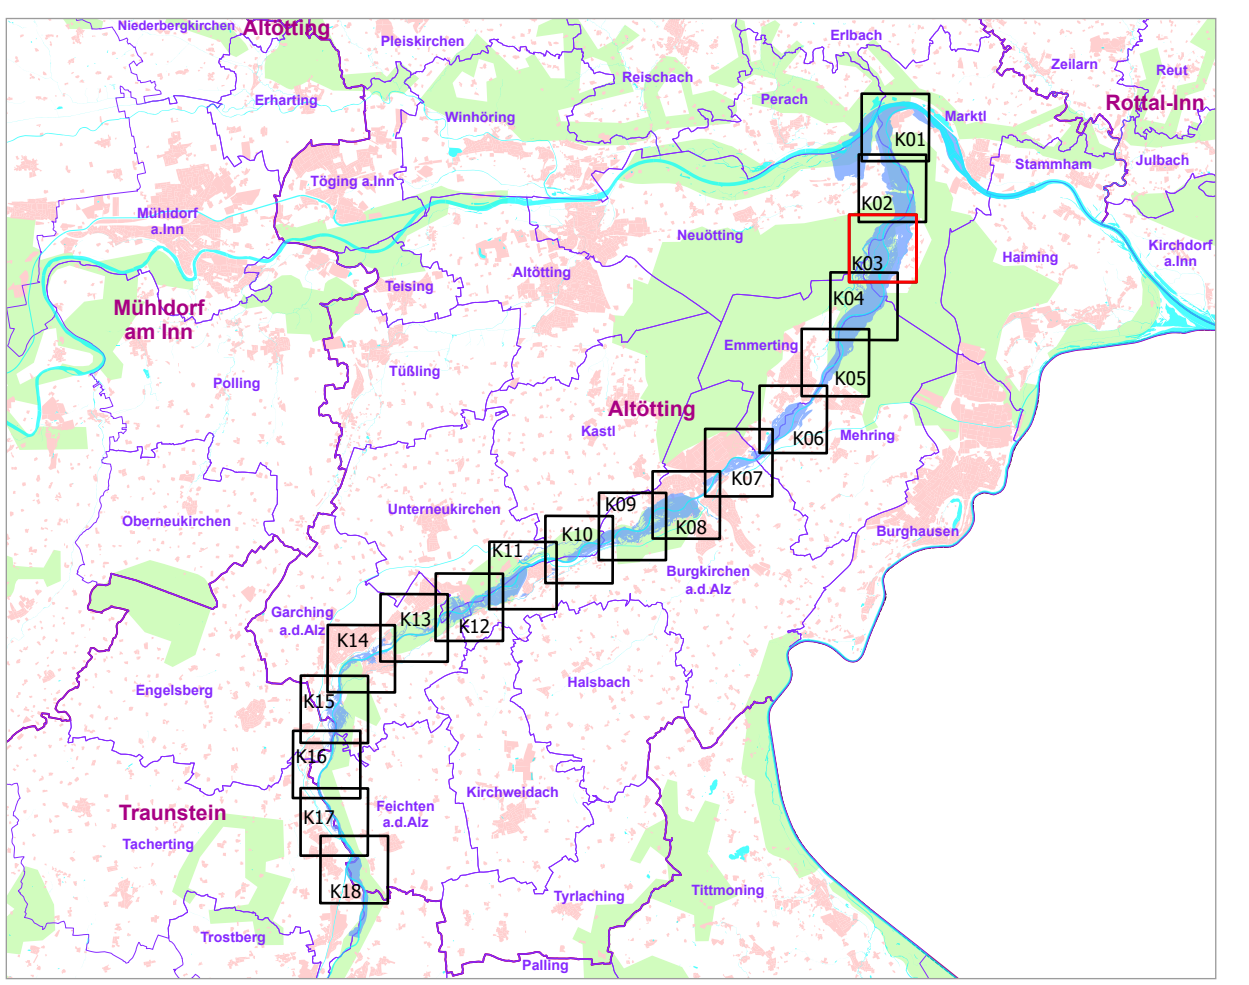 Niederbergkirchen
Altötting
Pleiskirchen
Erlbach
Zeilarn
Reut
Reischach
Erharting
Perach
Rottal-Inn
Winhöring
Marktl
K01
Stammham
Julbach
Töging a.Inn
K02
Mühldorf
a.Inn
Neuötting
Kirchdorf
a.Inn
Haiming
K03
Altötting
Teising
K04
Mühldorf
am Inn
Emmerting
Tüßling
K05
Polling
Altötting
Kastl
K06
Mehring
K07
K09
Unterneukirchen
Oberneukirchen
K08
K10
Burghausen
K11
Burgkirchen
a.d.Alz
Garching
a.d.Alz
K13
K12
K14
Halsbach
Engelsberg
K15
K16
Kirchweidach
Feichten
a.d.Alz
Traunstein
K17
Tacherting
K18
Tittmoning
Tyrlaching
Trostberg
Palling